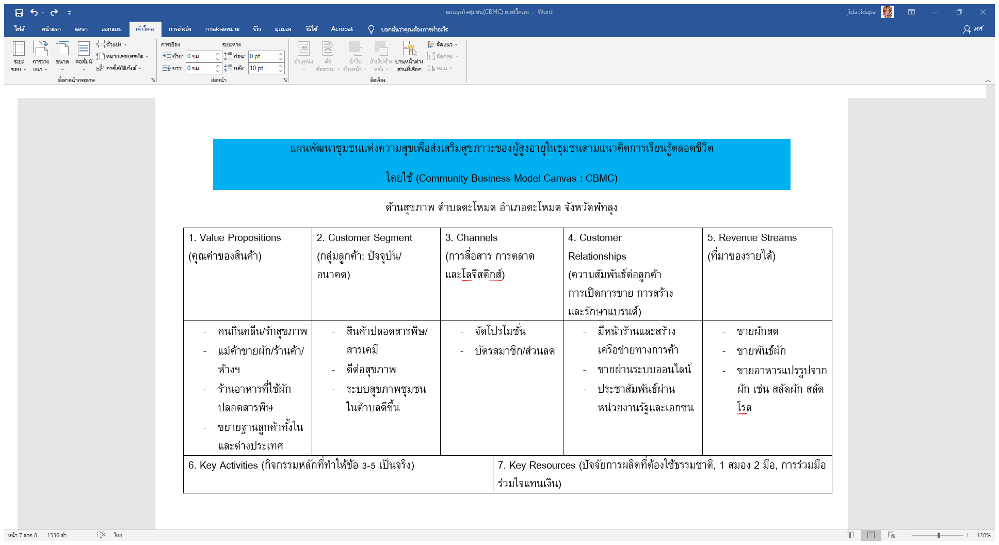 แผนธุรกิจชุมชน(CBMC) ต.ตะโหมด - Word
jida Jidapa
ไฟล์ หน้าแรก แทรก ออกแบบ เค้าโครง การอ้างอิง การส่งจดหมาย รีวิว มุมมอง วิธีใช้ Acrobat บอกฉันว่าคุณต้องการทำอะไร แชร์
ระยะขอบ
การวางแนว
ขนาด
คอลัมน์
ตัวแบ่ง
หมายเลขบรรทัด
การใส่ยัติภังค์
ตั้งค่าหน้ากระดาษ
การเยื้อง ระยะห่าง
ซ้าย: 0 ซม. ก่อน: 0 pt
ขวา: 0 ซม. หลัง: 10 pt
ย่อหน้า
ตำแหน่ง
ตัดข้อความ
นำไปข้างหน้า
ย้ายไปข้างหลัง
บานหน้าต่างส่วนที่เลือก
จัดแนว
จัดกลุ่ม
หมุน
จัดเรียง
แผนพัฒนาชุมชนแห่งความสุขเพื่อส่งเสริมสุขภาวะของผู้สูงอายุในชุมชนตามแนวคิดการเรียนรู้ตลอดชีวิต
โดยใช้ (Community Business Model Canvas : CBMC)
ด้านสุขภาพ ตำบลตะโหมด อำเภอตะโหมด จังหวัดพัทลุง
1. Value Propositions
(คุณค่าของสินค้า)
2. Customer Segment
(กลุ่มลูกค้า: ปัจจุบัน/
อนาคต)
3. Channels
(การสื่อสาร การตลาด
และโลจิสติกส์)
4. Customer
Relationships
(ความสัมพันธ์ต่อลูกค้า
การเปิดการขาย การสร้าง
และรักษาแบรนด์)
5. Revenue Streams
(ที่มาของรายได้)
- คนกินคลีน/รักสุขภาพ
- แม่ค้าขายผัก/ร้านค้า/
ห้างฯ
- ร้านอาหารที่ใช้ผัก
ปลอดสารพิษ
- ขยายฐานลูกค้าทั้งใน
และต่างประเทศ
- สินค้าปลอดสารพิษ/
สารเคมี
- ดีต่อสุขภาพ
- ระบบสุขภาพชุมชน
ในตำบลดีขึ้น
- จัดโปรโมชั่น
- บัตรสมาชิก/ส่วนลด
- มีหน้าร้านและสร้าง
เครือข่ายทางการค้า
- ขายผ่านระบบออนไลน์
- ประชาสัมพันธ์ผ่าน
หน่วยงานรัฐและเอกชน
- ขายผักสด
- ขายพันธ์ผัก
- ขายอาหารแปรรูปจาก
ผัก เช่น สลัดผัก สลัด
โรล
6. Key Activities (กิจกรรมหลักที่ทำให้ข้อ 3-5 เป็นจริง)
7. Key Resources (ปัจจัยการผลิตที่ต้องใช้ธรรมชาติ, 1 สมอง 2 มือ, การร่วมมือ
ร่วมใจแทนเงิน)
หน้า 7 จาก 8 1536 คำ ไทย 120%